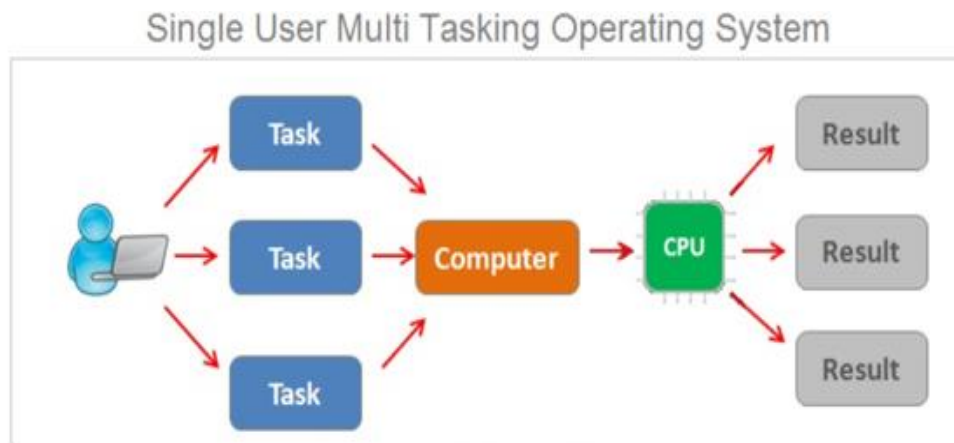 Single User Multi Tasking Operating System
Task
Result
Task
Computer
CPU
Result
Task
Result